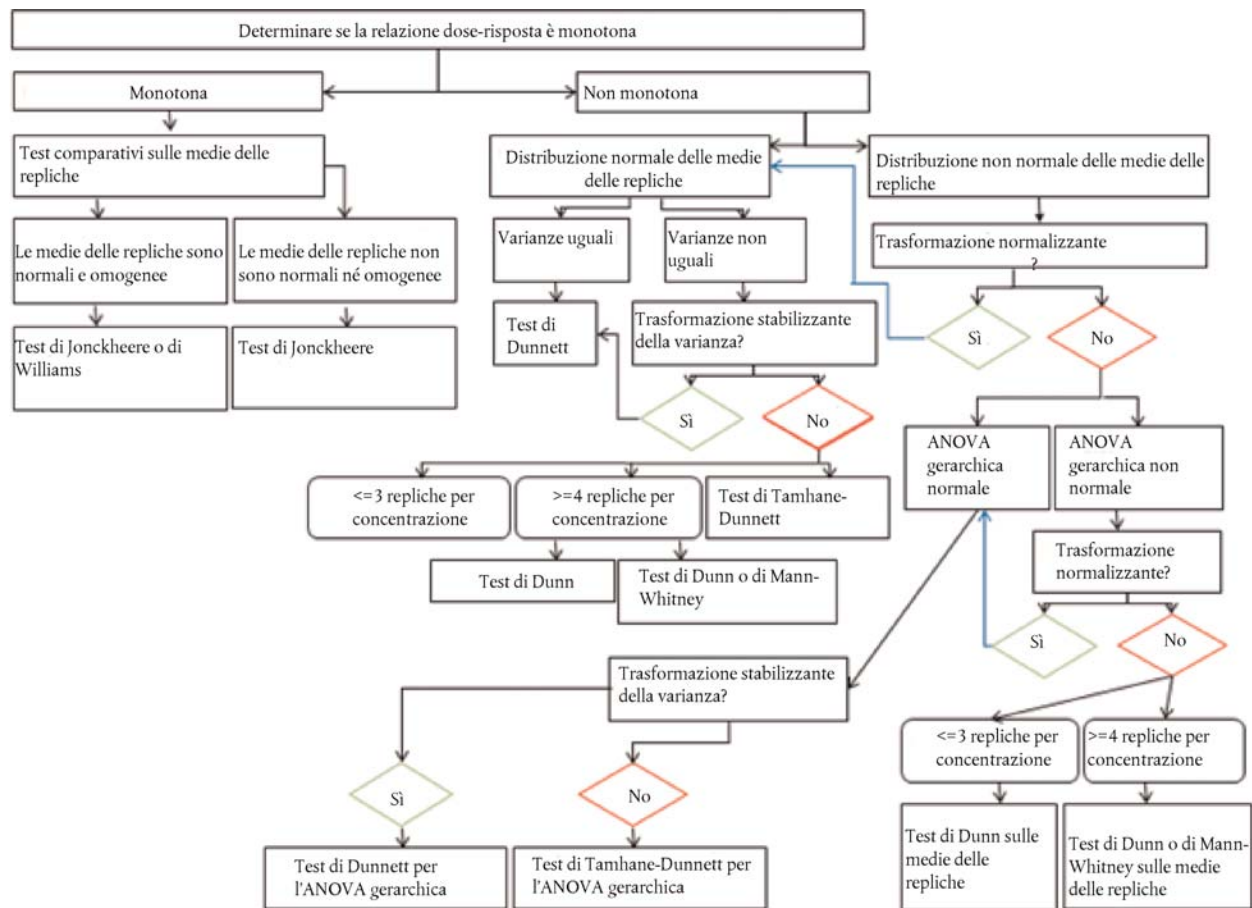 Determinare se la relazione dose-risposta è monotona
Monotona
Non monotona
Test comparativi sulle medie delle
repliche
Distribuzione normale delle medie
delle repliche
Distribuzione non normale delle medie delle
repliche
Le medie delle repliche sono
normali e omogenee
Le medie delle repliche non
sono normali né omogenee
Varianze uguali
Varianze non
uguali
Trasformazione normalizzante
?
Test di Jonckheere o di
Williams
Test di Jonckheere
Test di
Dunnett
Trasformazione stabilizzante
della varianza?
Sì
No
Sì
No
ANOVA
gerarchica
normale
ANOVA
gerarchica non
normale
<=3 repliche per
concentrazione
>=4 repliche per
concentrazione
Test di Tamhane-
Dunnett
Test di Dunn
Test di Dunn o di Mann-
Whitney
Trasformazione
normalizzante?
Sì
No
Trasformazione stabilizzante
della varianza?
<=3 repliche per
concentrazione
>=4 repliche per
concentrazione
Sì
No
Test di Dunnett per
l'ANOVA gerarchica
Test di Tamhane-Dunnett per
l'ANOVA gerarchica
Test di Dunn sulle
medie delle
repliche
Test di Dunn o di Mann-
Whitney sulle medie
delle repliche